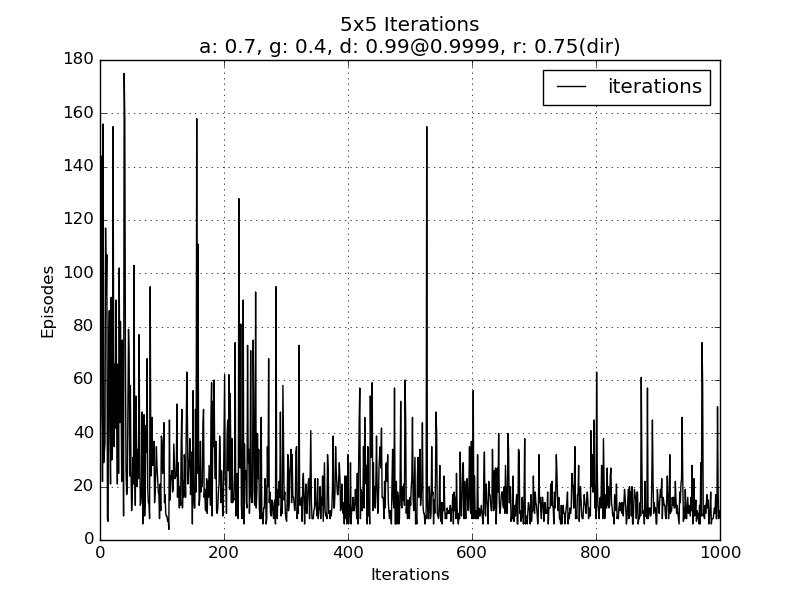 5x5 Iterations
a: 0.7, g: 0.4, d: 0.99@0.9999, r: 0.75(dir)
iterations
180
160
140
120
100
80
60
40
20
0
Episodes
0 200 400 600 800 1000
Iterations